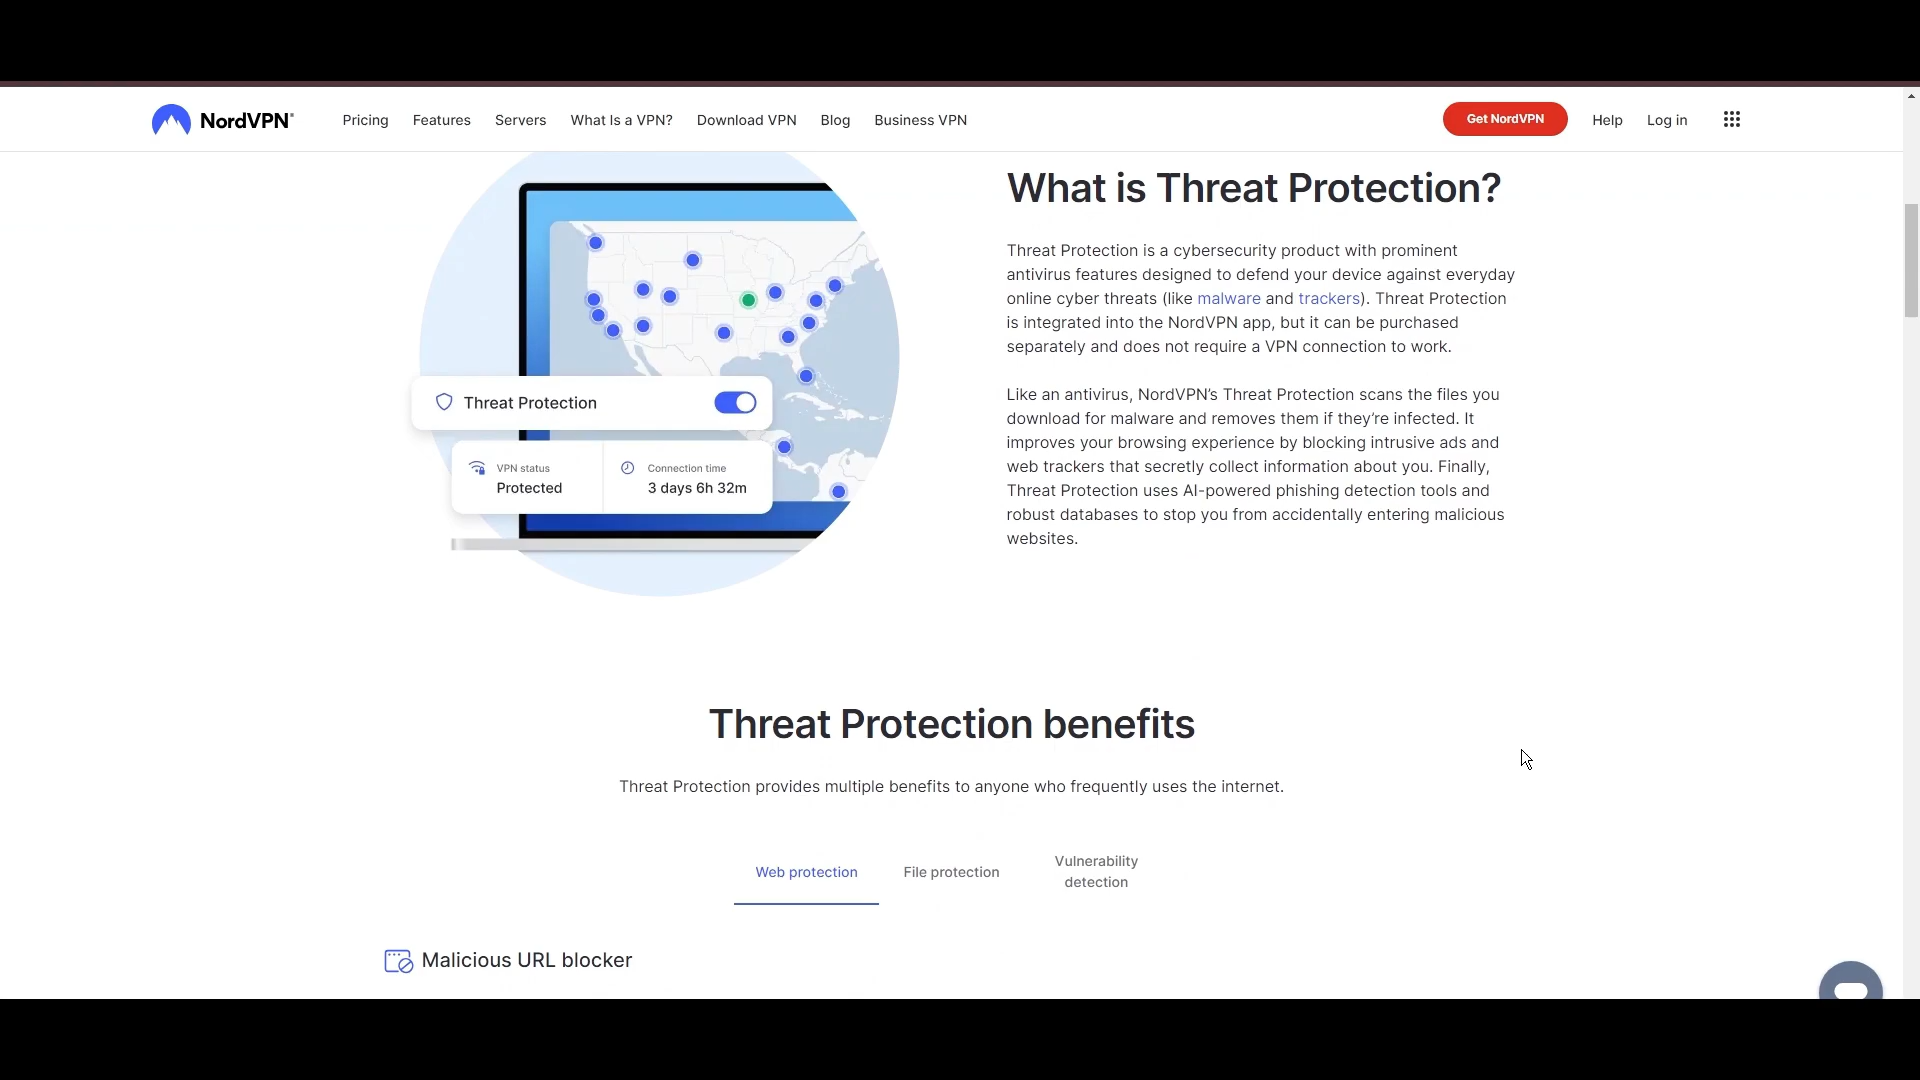 NordVPN®
Pricing
Features
Servers
What Is a VPN?
Download VPN
Blog
Business VPN
Get NordVPN
Help
Log in
What is Threat Protection?
Threat Protection is a cybersecurity product with prominent
antivirus features designed to defend your device against everyday
online cyber threats (like malware and trackers). Threat Protection
is integrated into the NordVPN app, but it can be purchased
separately and does not require a VPN connection to work.
Like an antivirus, NordVPN’s Threat Protection scans the files you
download for malware and removes them if they’re infected. It
improves your browsing experience by blocking intrusive ads and
web trackers that secretly collect information about you. Finally,
Threat Protection uses AI-powered phishing detection tools and
robust databases to stop you from accidentally entering malicious
websites.
Threat Protection
VPN status
Protected
Connection time
3 days 6h 32m
Threat Protection benefits
Threat Protection provides multiple benefits to anyone who frequently uses the internet.
Web protection
File protection
Vulnerability
detection
Malicious URL blocker